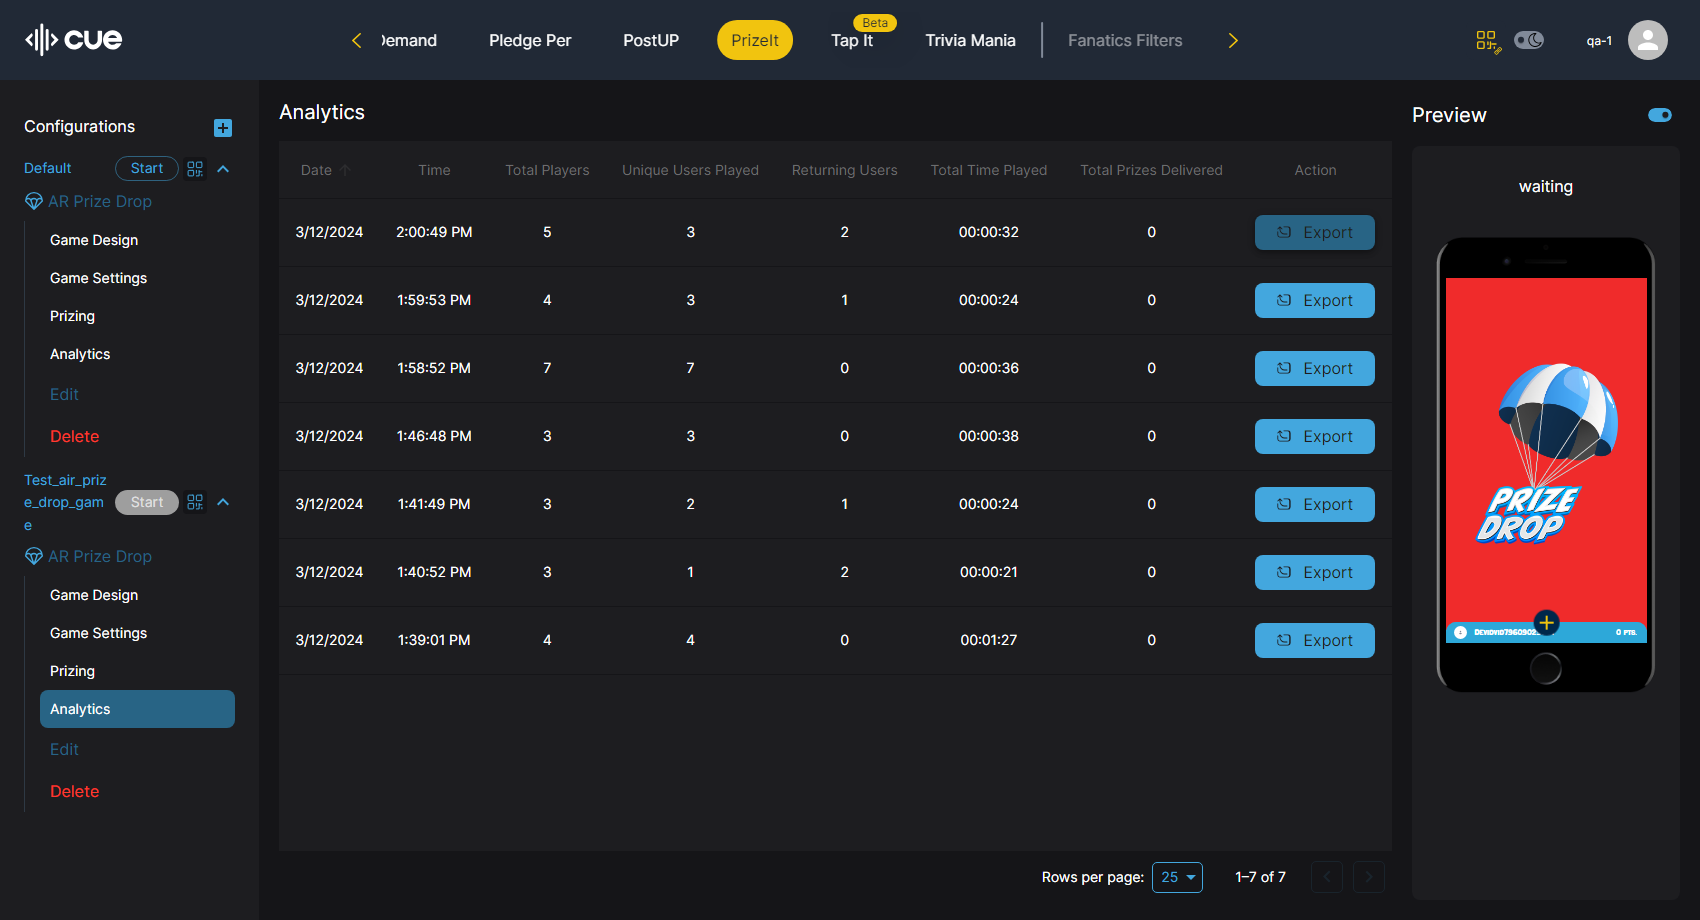 cue
Demand
Pledge Per
PostUP
PrizeIt
Beta
Tap It
Trivia Mania
Fanatics Filters
qa-1
Configurations
Default
Start
AR Prize Drop
Game Design
Game Settings
Prizing
Analytics
Edit
Delete
Test_air_priz
e_drop_gam
e
Start
AR Prize Drop
Game Design
Game Settings
Prizing
Analytics
Edit
Delete
Analytics
Date Time Total Players Unique Users Played Returning Users Total Time Played Total Prizes Delivered Action
3/12/2024 2:00:49 PM 5 3 2 00:00:32 0 Export
3/12/2024 1:59:53 PM 4 3 1 00:00:24 0 Export
3/12/2024 1:58:52 PM 7 7 0 00:00:36 0 Export
3/12/2024 1:46:48 PM 3 3 0 00:00:38 0 Export
3/12/2024 1:41:49 PM 3 2 1 00:00:24 0 Export
3/12/2024 1:40:52 PM 3 1 2 00:00:21 0 Export
3/12/2024 1:39:01 PM 4 4 0 00:01:27 0 Export
Rows per page: 25 1–7 of 7
Preview
waiting
PRIZE
DROP
0 PTS.